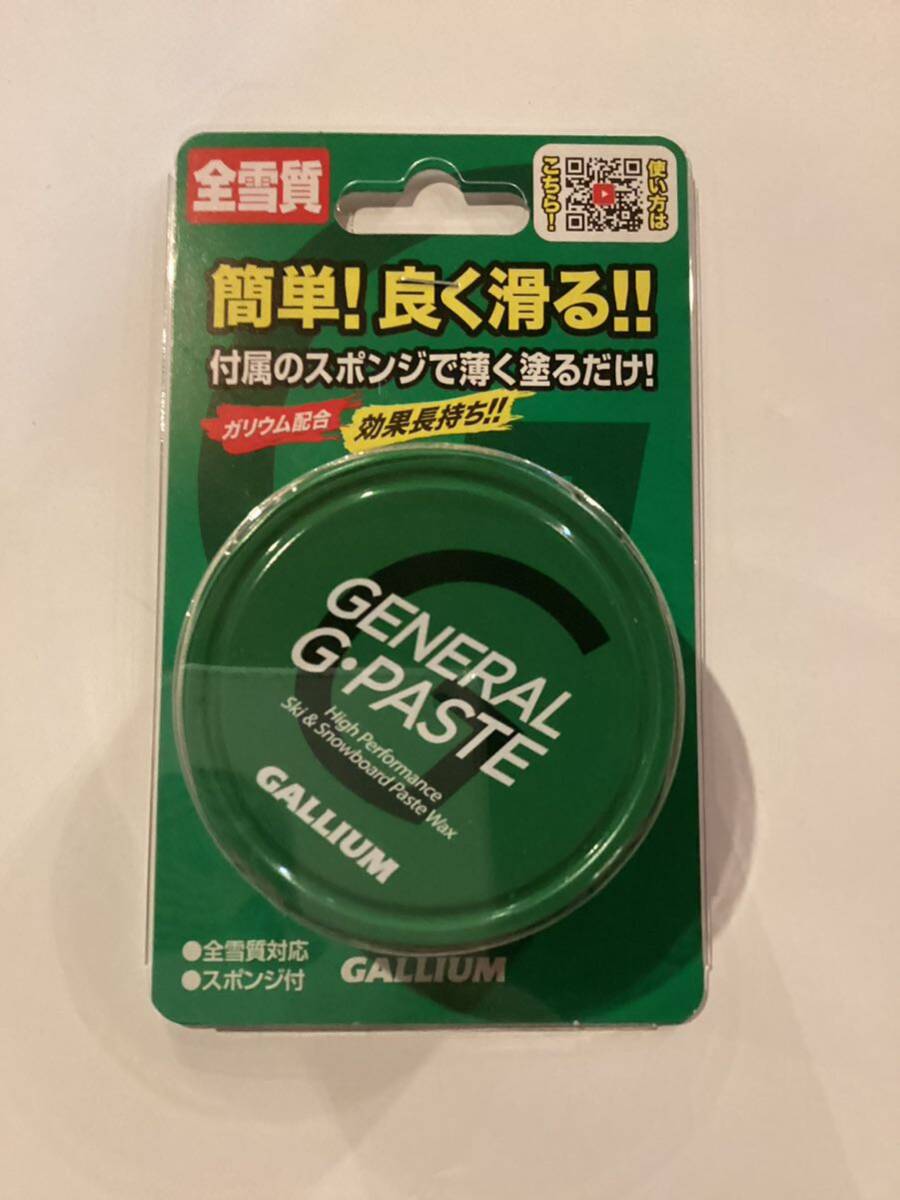 全雪質
使い方は
こちら！
簡単！良く滑る!!
付属のスポンジで薄く塗るだけ！
ガリウム配合
効果長持ち!!
GENERAL
G・PASTE
High Performance
Ski & Snowboard Paste Wax
GALLIUM
●全雪質対応
●スポンジ付
GALLIUM